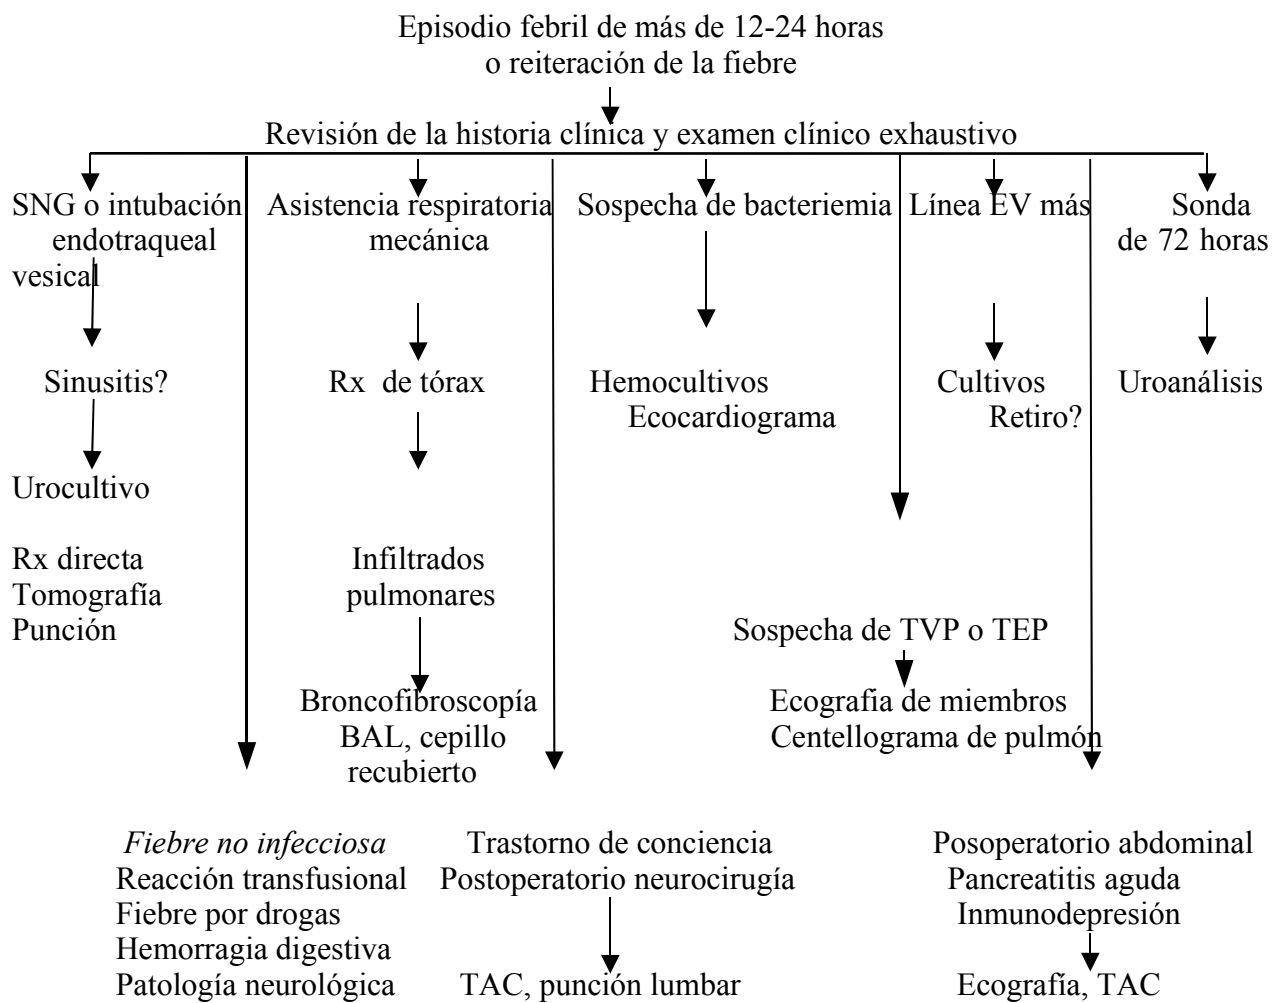 Episodio febril de más de 12-24 horas
o reiteración de la fiebre
Revisión de la historia clínica y examen clínico exhaustivo
SNG o intubación Asistencia respiratoria Sospecha de bacteriemia Línea EV más Sonda
endotraqueal mecánica de 72 horas
vesical
Sinusitis? Rx de tórax Hemocultivos Cultivos Uroanálisis
Ecocardiograma Retiro?
Urocultivo
Rx directa Infiltrados
Tomografía pulmonares
Punción Sospecha de TVP o TEP
Broncofibroscopía Ecografia de miembros
BAL, cepillo Centellograma de pulmón
recubierto
Fiebre no infecciosa Trastorno de conciencia Posoperatorio abdominal
Reacción transfusional Postoperatorio neurocirugía Pancreatitis aguda
Fiebre por drogas Inmunodepresión
Hemorragia digestiva
Patología neurológica TAC, punción lumbar Ecografía, TAC